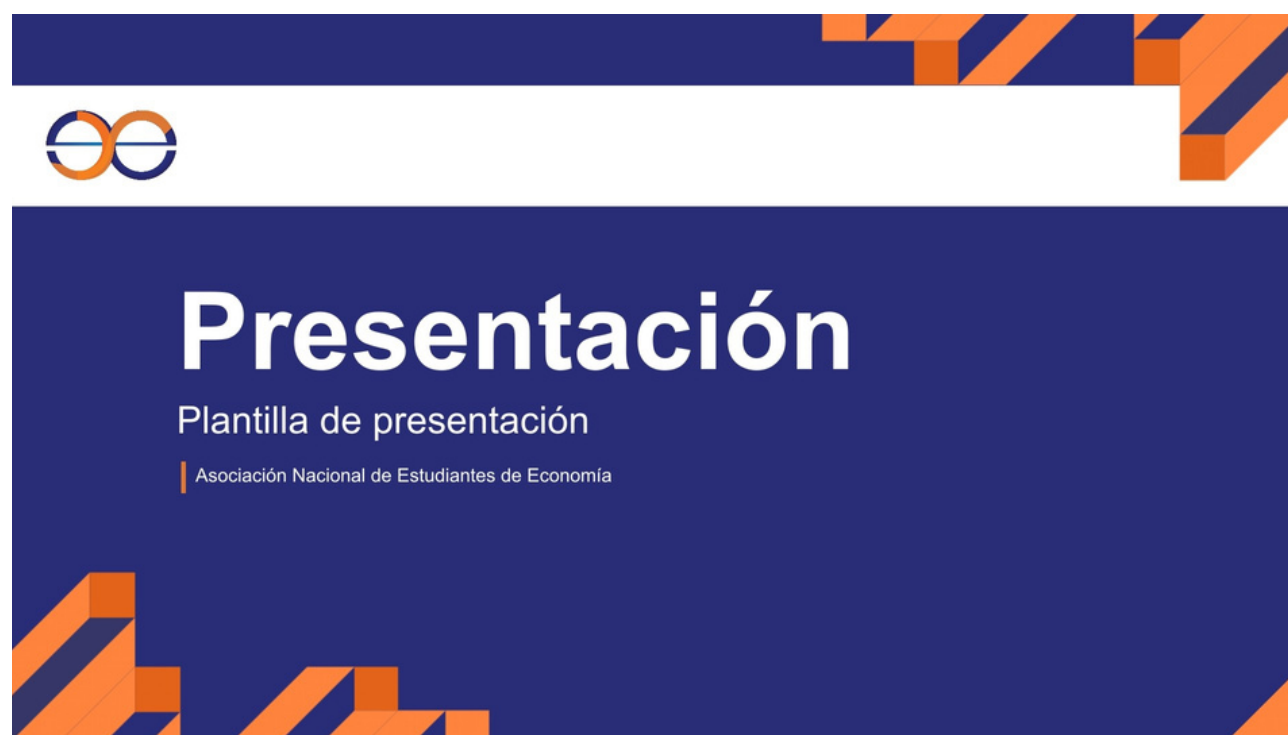 Presentación
Plantilla de presentación
Asociación Nacional de Estudiantes de Economía